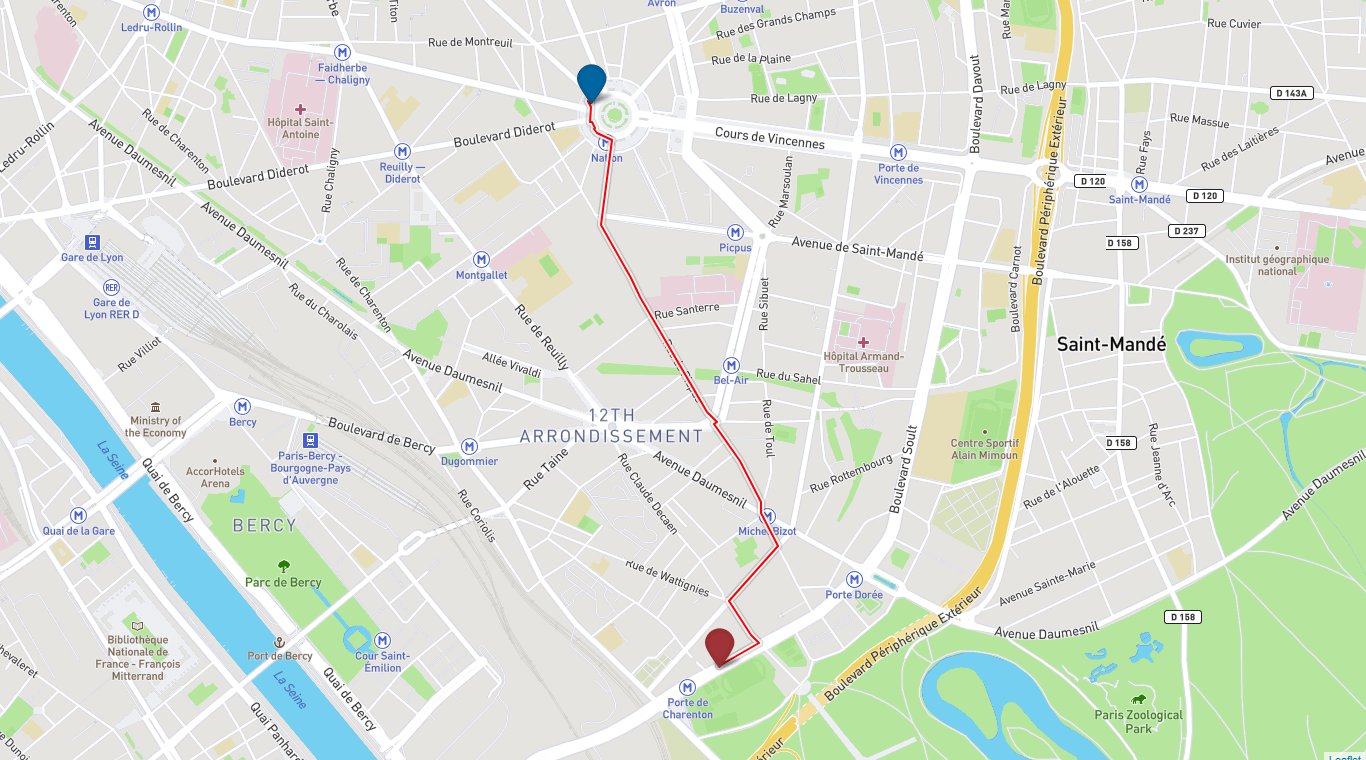 Avron
Buzenval
Rue des Grands Champs
Rue Cuvier
Ledru-Rollin
Rue de Montreuil
Faidherbe
— Chaligny
Rue de la Plaine
Rue de Lagny
Rue de Lagny
D 143A
Boulevard Davout
Boulevard Périphérique Extérieur
Hôpital Saint-
Antoine
Rue Massue
Rue des Laitières
Rue Fays
Ledru-Rollin
Avenue Daumesnil
Rue de Charenton
Boulevard Diderot
Nation
Cours de Vincennes
Porte de
Vincennes
Reuilly —
Diderot
Boulevard Diderot
Rue Chaligny
Rue Marsoulan
D 120
Saint-Mandé
D 120
Avenue Daumesnil
Picpus
Avenue de Saint-Mandé
D 158
D 237
Gare de Lyon
Montgallet
Institut géographique
national
RER
Gare de
Lyon RER D
Rue de Charenton
Rue du Charolais
Rue Santerre
Rue Sibuet
Boulevard Carnot
Boulevard Périphérique Extérieur
Rue Villiot
Rue de Reuilly
Saint-Mandé
Hôpital Armand-
Trousseau
Avenue Daumesnil
Allée Vivaldi
Bel-Air
Rue du Sahel
Ministry of
the Economy
Bercy
12TH
ARRONDISSEMENT
Rue de Toul
Boulevard de Bercy
Dugommier
Centre Sportif
Alain Mimoun
D 158
Rue Jeanne d'Arc
La Seine
Quai de Bercy
AccorHotels
Arena
Paris-Bercy -
Bourgogne-Pays
d'Auvergne
Rue Taine
Avenue Daumesnil
Rue Claude Decaen
Rue Rottembourg
Boulevard Soult
Rue de l'Alouette
Avenue Daumesnil
Quai de la Gare
BERCY
Rue Coriolis
Michel Bizot
Parc de Bercy
Rue de Wattignies
Porte Dorée
Avenue Sainte-Marie
D 158
Avenue Daumesnil
Boulevard Périphérique Extérieur
Bibliothèque
Nationale de
France - François
Mitterrand
Port de Bercy
Cour Saint-
Émilion
La Seine
Quai de Bercy
Porte de
Charenton
Paris Zoological
Park
Leaflet